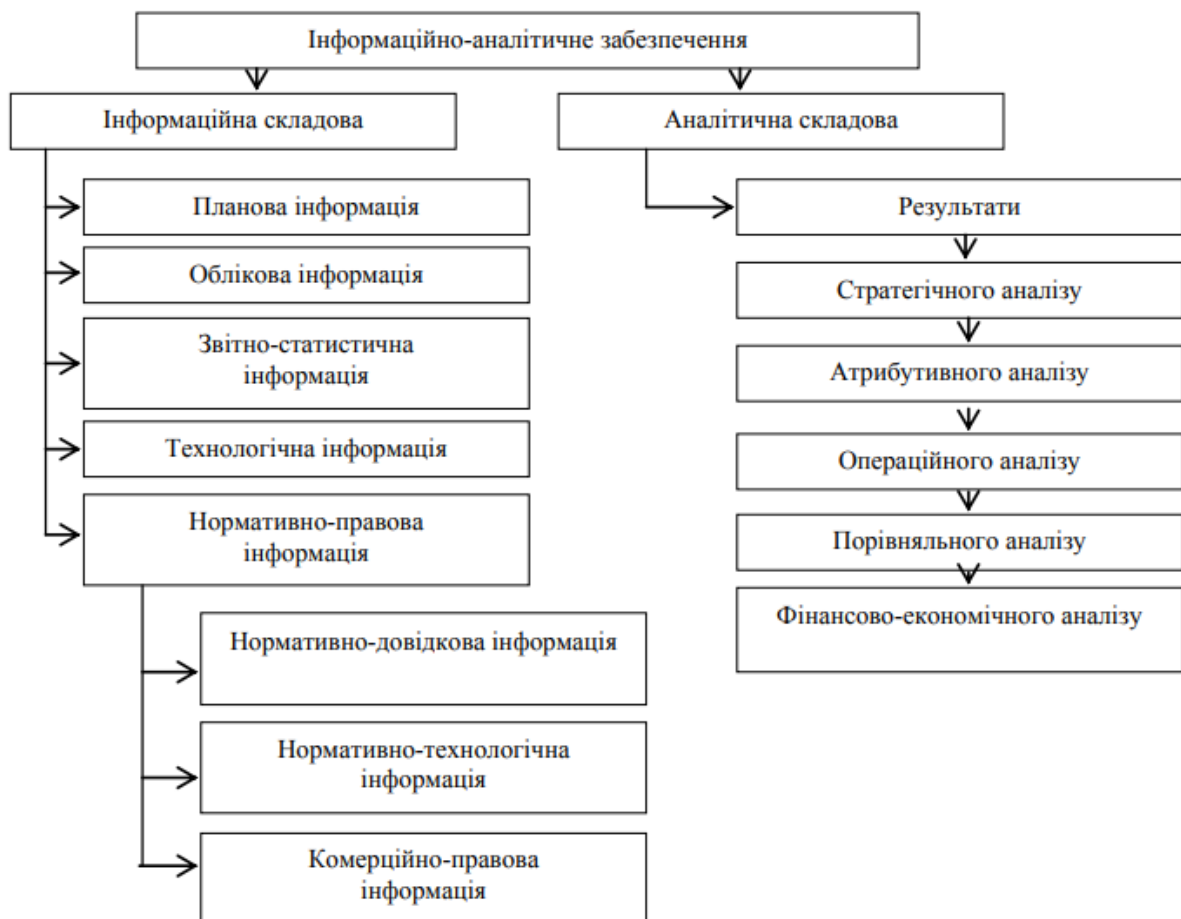 Інформаційно-аналітичне забезпечення
Інформаційна складова
Аналітична складова
Планова інформація
Облікова інформація
Звітно-статистична
інформація
Технологічна інформація
Нормативно-правова
інформація
Нормативно-довідкова інформація
Нормативно-технологічна
інформація
Комерційно-правова
інформація
Результати
Стратегічного аналізу
Атрибутивного аналізу
Операційного аналізу
Порівняльного аналізу
Фінансово-економічного аналізу